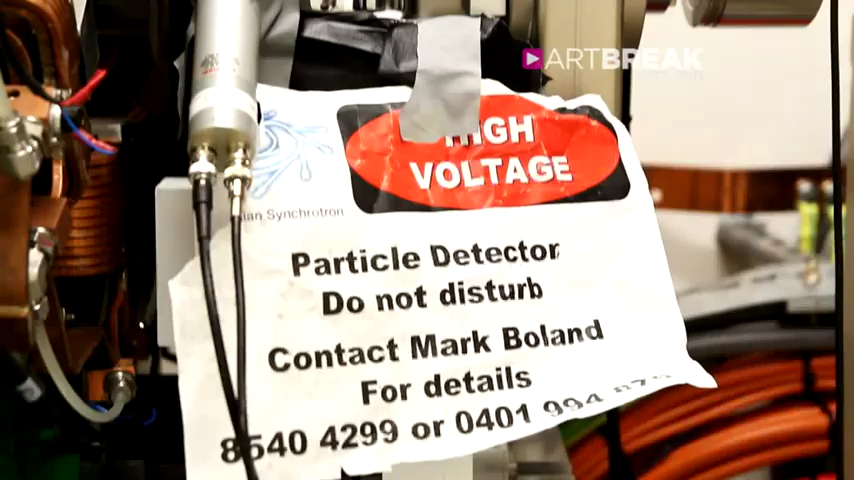 ARTBREAK
HIGH
VOLTAGE
Synchrotron
Particle Detector
Do not disturb
Contact Mark Boland
For details
8540 4299 or 0401 994